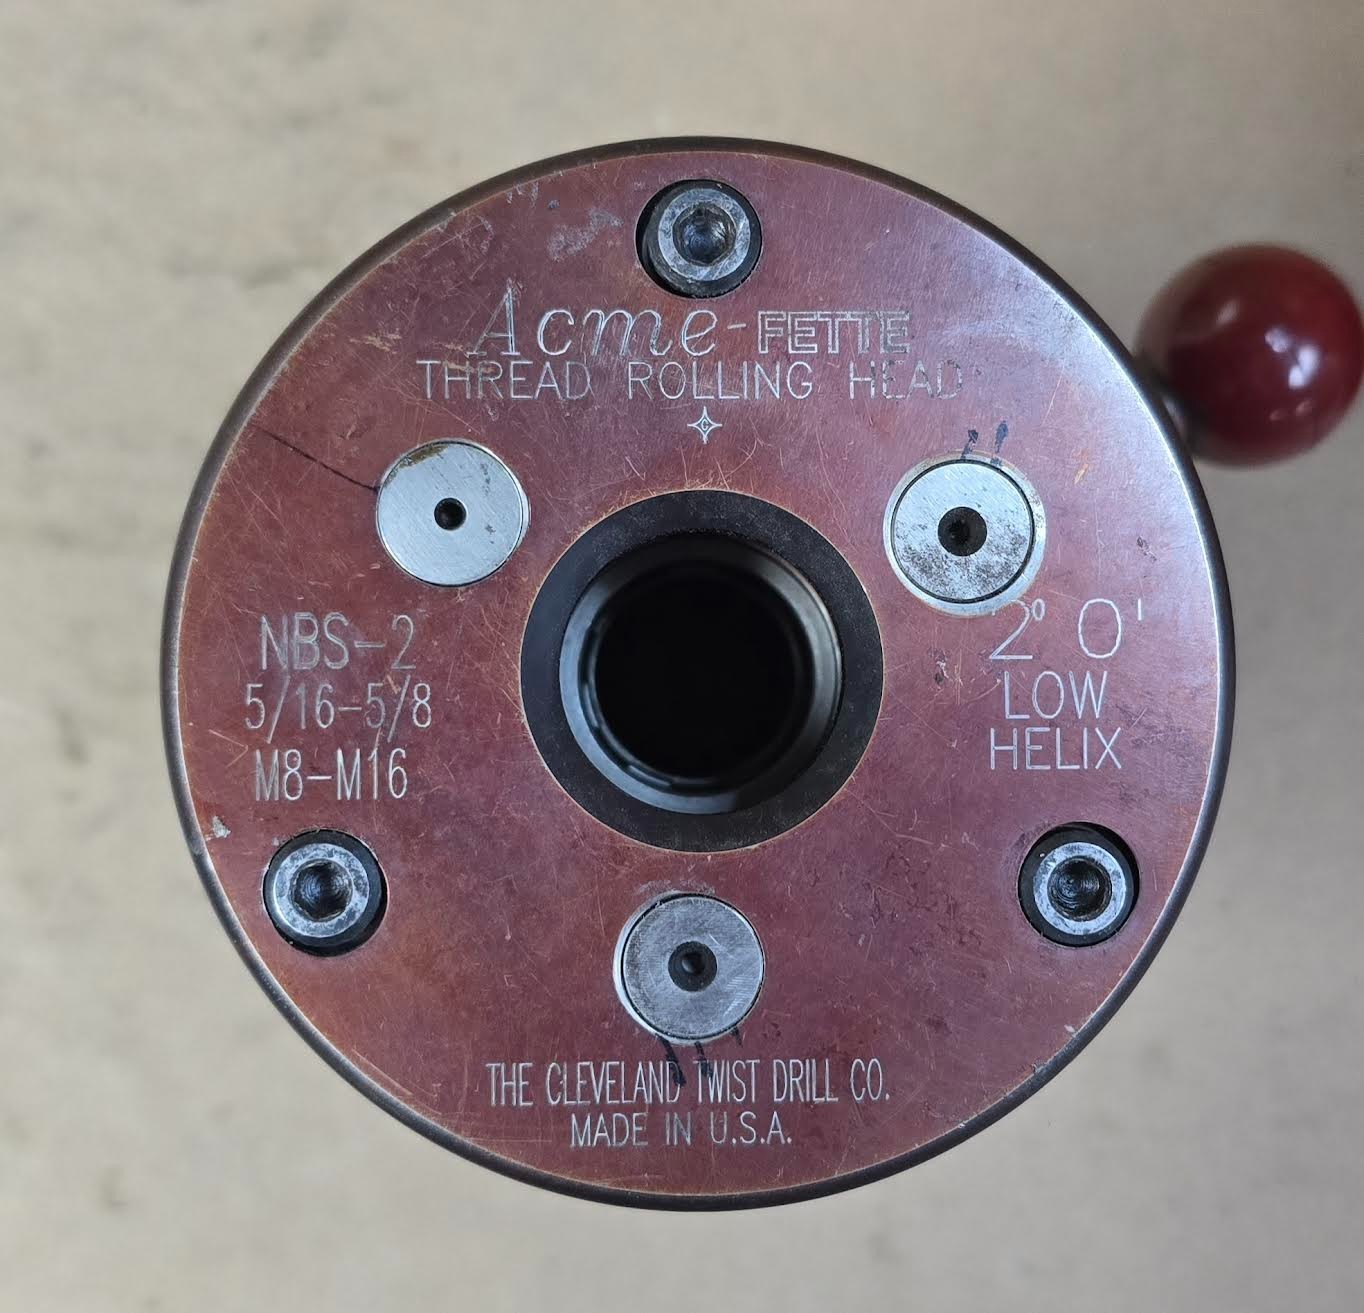 Acme-FETTE
THREAD ROLLING HEAD
C
NBS-2
5/16-5/8
M8-M16
2° 0'
LOW
HELIX
THE CLEVELAND TWIST DRILL CO.
MADE IN U.S.A.